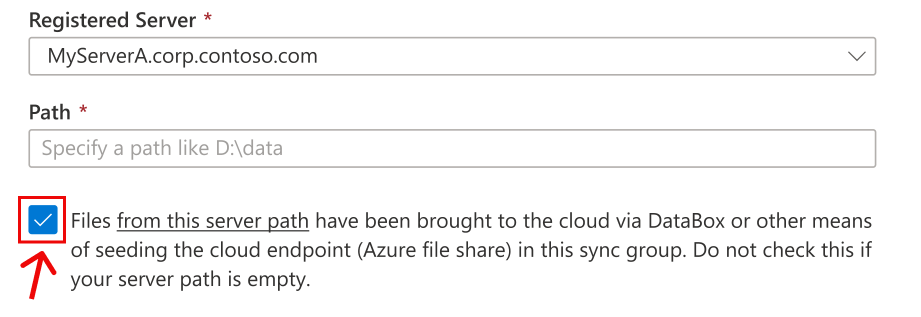 Registered Server *
MyServerA.corp.contoso.com
Path *
Specify a path like D:\data
Files from this server path have been brought to the cloud via DataBox or other means
of seeding the cloud endpoint (Azure file share) in this sync group. Do not check this if
your server path is empty.